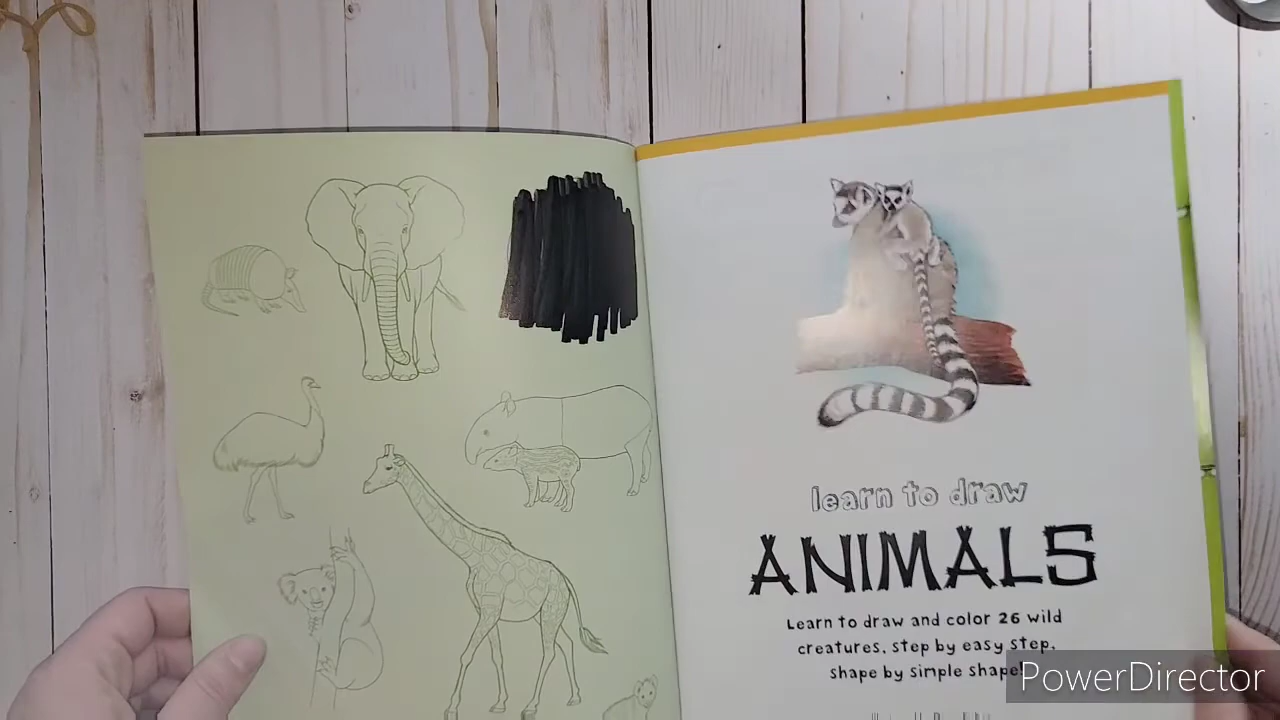 learn to draw
ANIMALS
Learn to draw and color 26 wild
creatures, step by easy step,
shape by simple shape!
PowerDirector